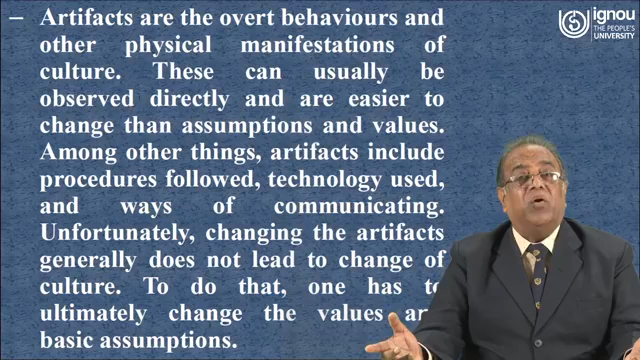 – Artifacts are the overt behaviours and
other physical manifestations of
culture. These can usually be
observed directly and are easier to
change than assumptions and values.
Among other things, artifacts include
procedures followed, technology used,
and ways of communicating.
Unfortunately, changing the artifacts
generally does not lead to change of
culture. To do that, one has to
ultimately change the values
basic assumptions.
ignou
THE PEOPLE'S
UNIVERSITY